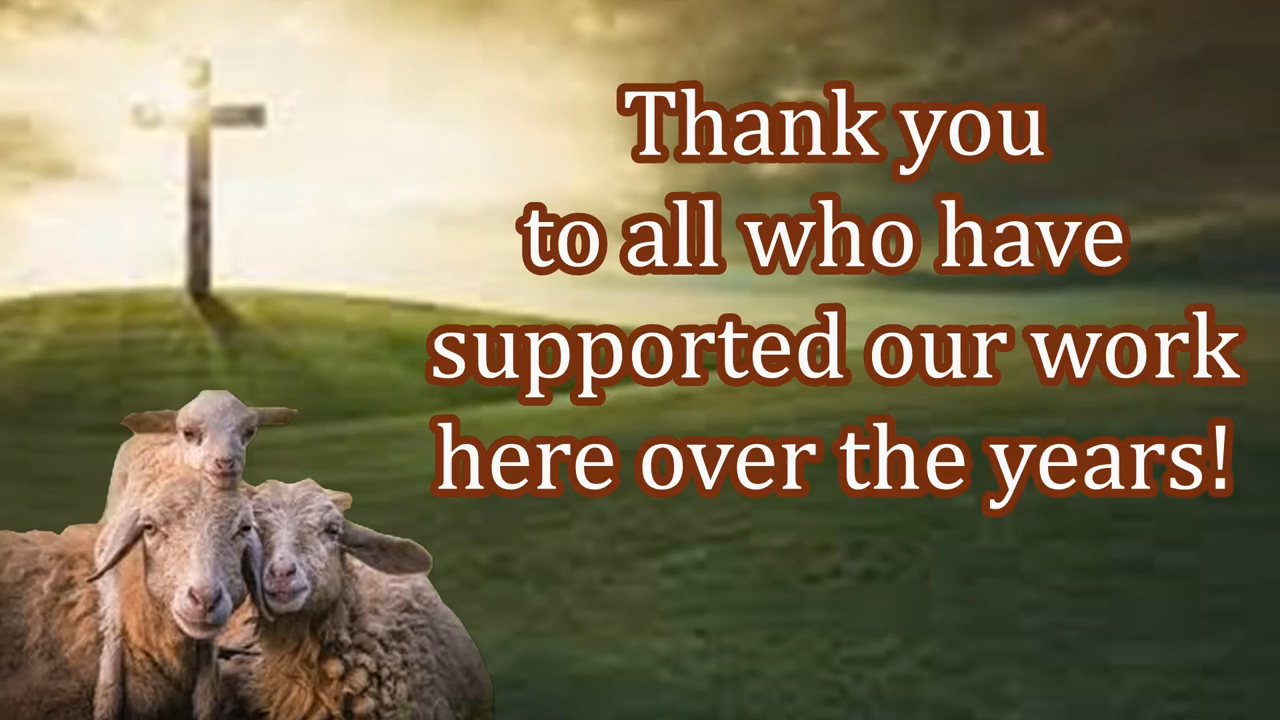 Thank you
to all who have
supported our work
here over the years!